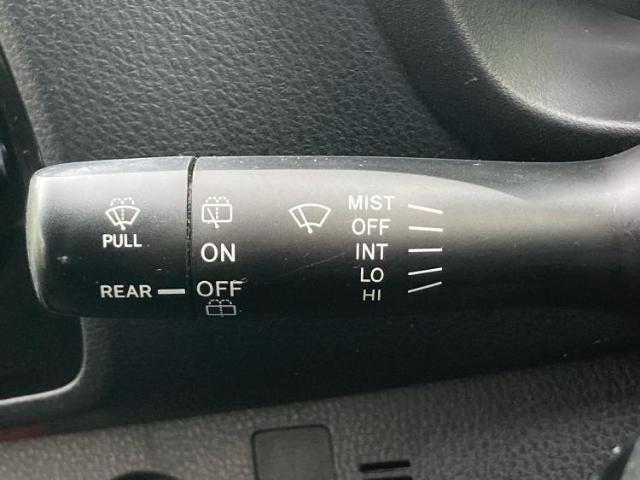 PULL
REAR
ON
OFF
MIST
OFF
INT
LO
HI